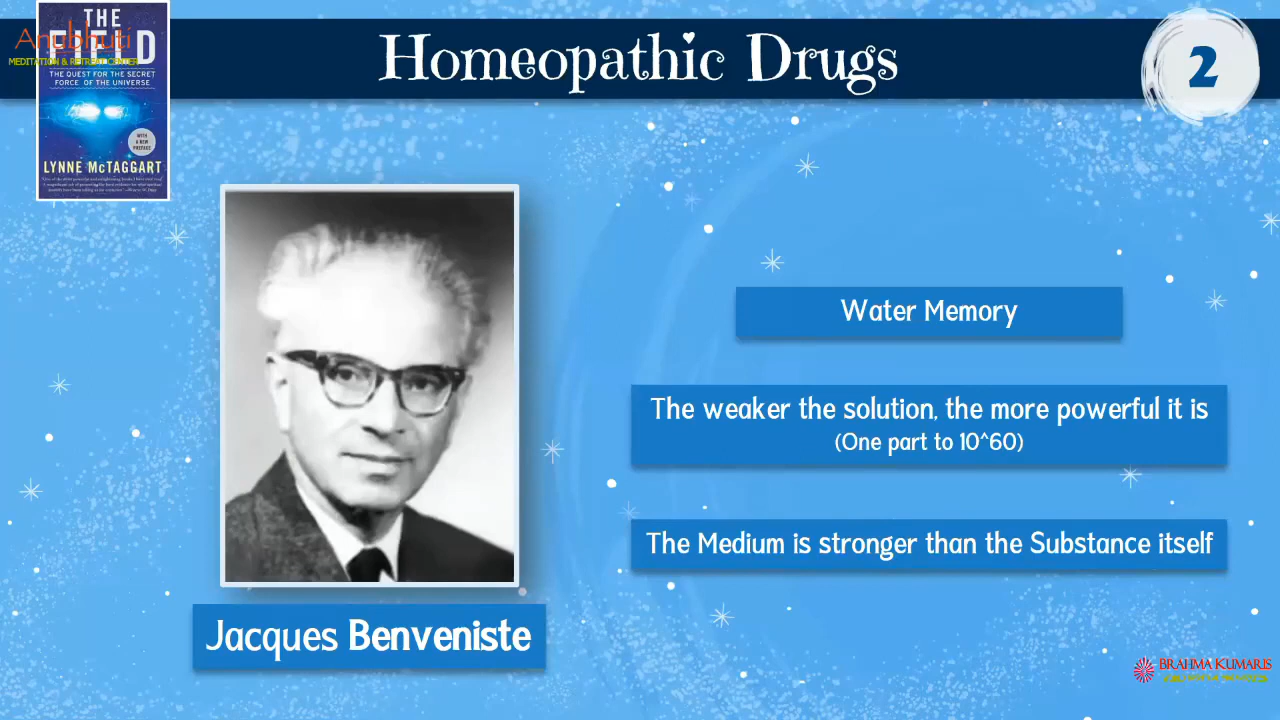 THE
FIELD
Anubhuti
MEDITATION & RETREAT CENTER
THE QUEST FOR THE SECRET
FORCE OF THE UNIVERSE
WITH
A NEW
PREFACE
LYNNE McTAGGART
Homeopathic Drugs
2
Water Memory
The weaker the solution, the more powerful it is
(One part to 10^60)
The Medium is stronger than the Substance itself
Jacques Benveniste
BRAHMA KUMARIS